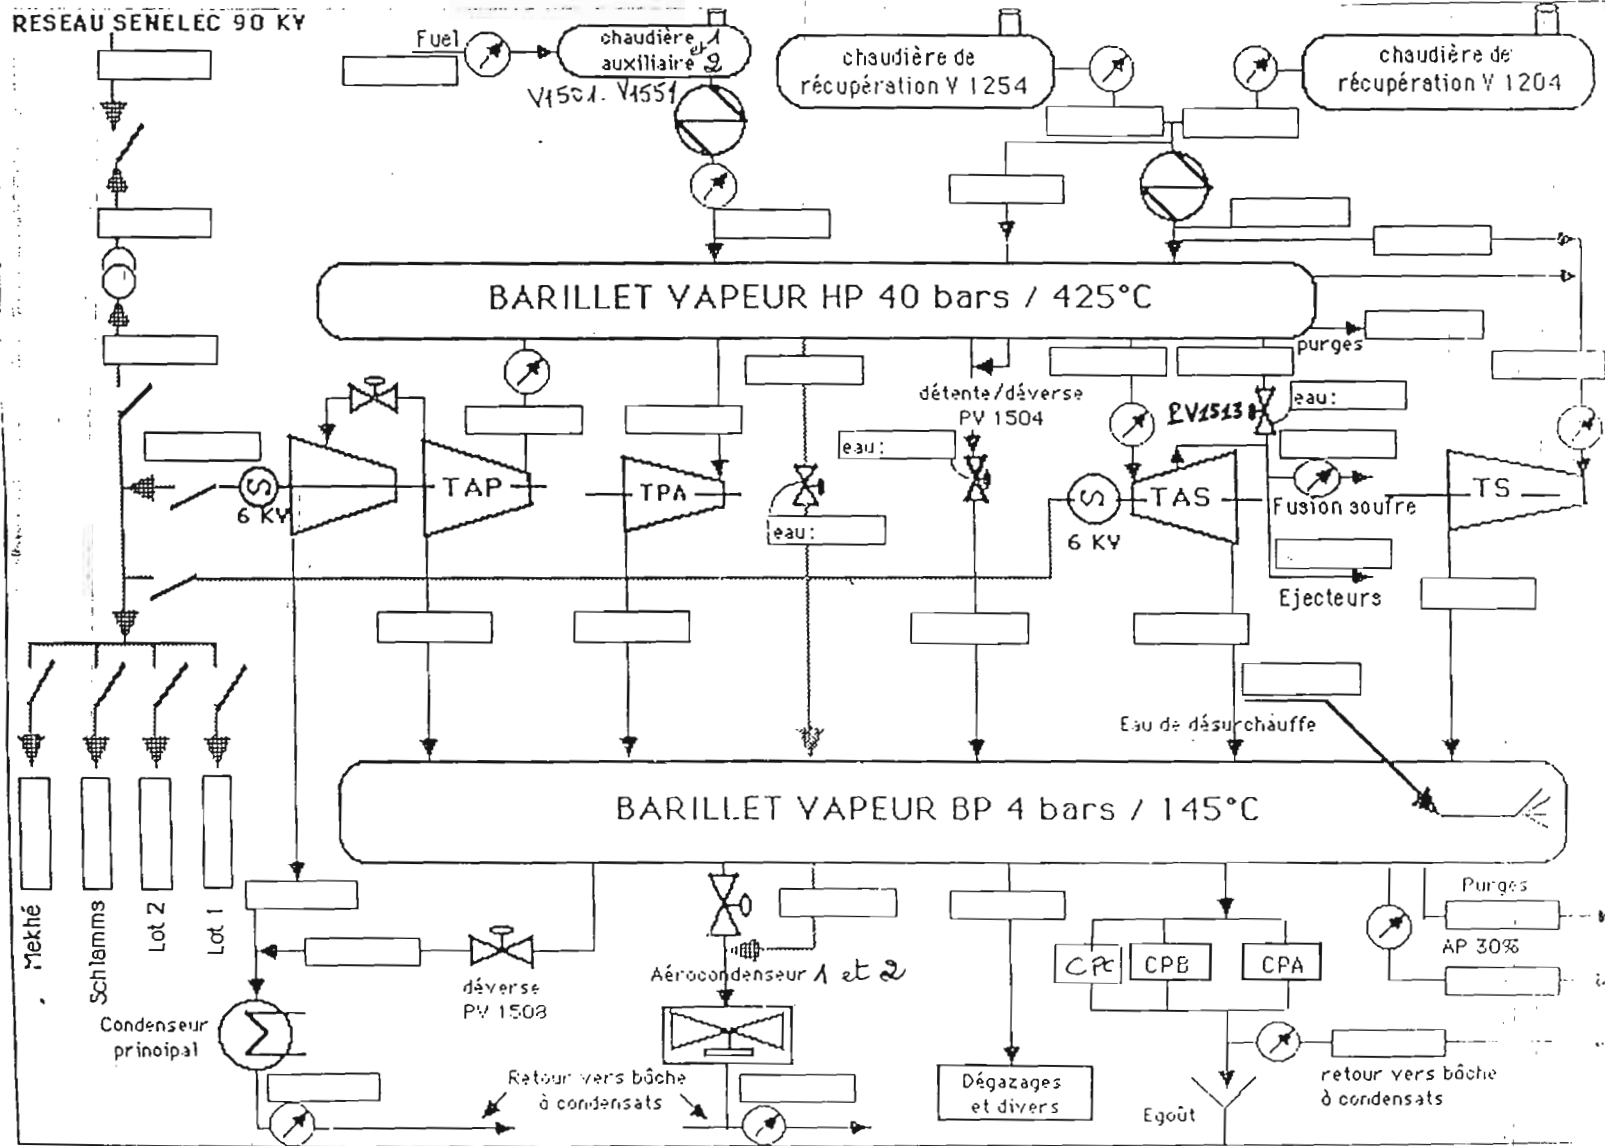 RESEAU SENELEC 90 KV
Fuel
chaudière 1
et
auxiliaire 2
V1501. V1551
chaudière de
récupération V 1254
chaudière de
récupération V 1204
BARILLET VAPEUR HP 40 bars / 425°C
purges
détente/déverse
PV 1504
PV1513
eau:
eau:
eau:
TAP
TPA
TAS
TS
S
6 KV
S
6 KV
Fusion soufre
Ejecteurs
Eau de désurchauffe
BARILLET VAPEUR BP 4 bars / 145°C
Mekhé
Schlamms
Lot 2
Lot 1
Purges
AP 30%
CPC
CPB
CPA
déverse
PV 1508
Aérocondenseur 1 et 2
Condenseur
principal
Retour vers bâche
à condensats
Dégazages
et divers
Egoût
retour vers bâche
à condensats